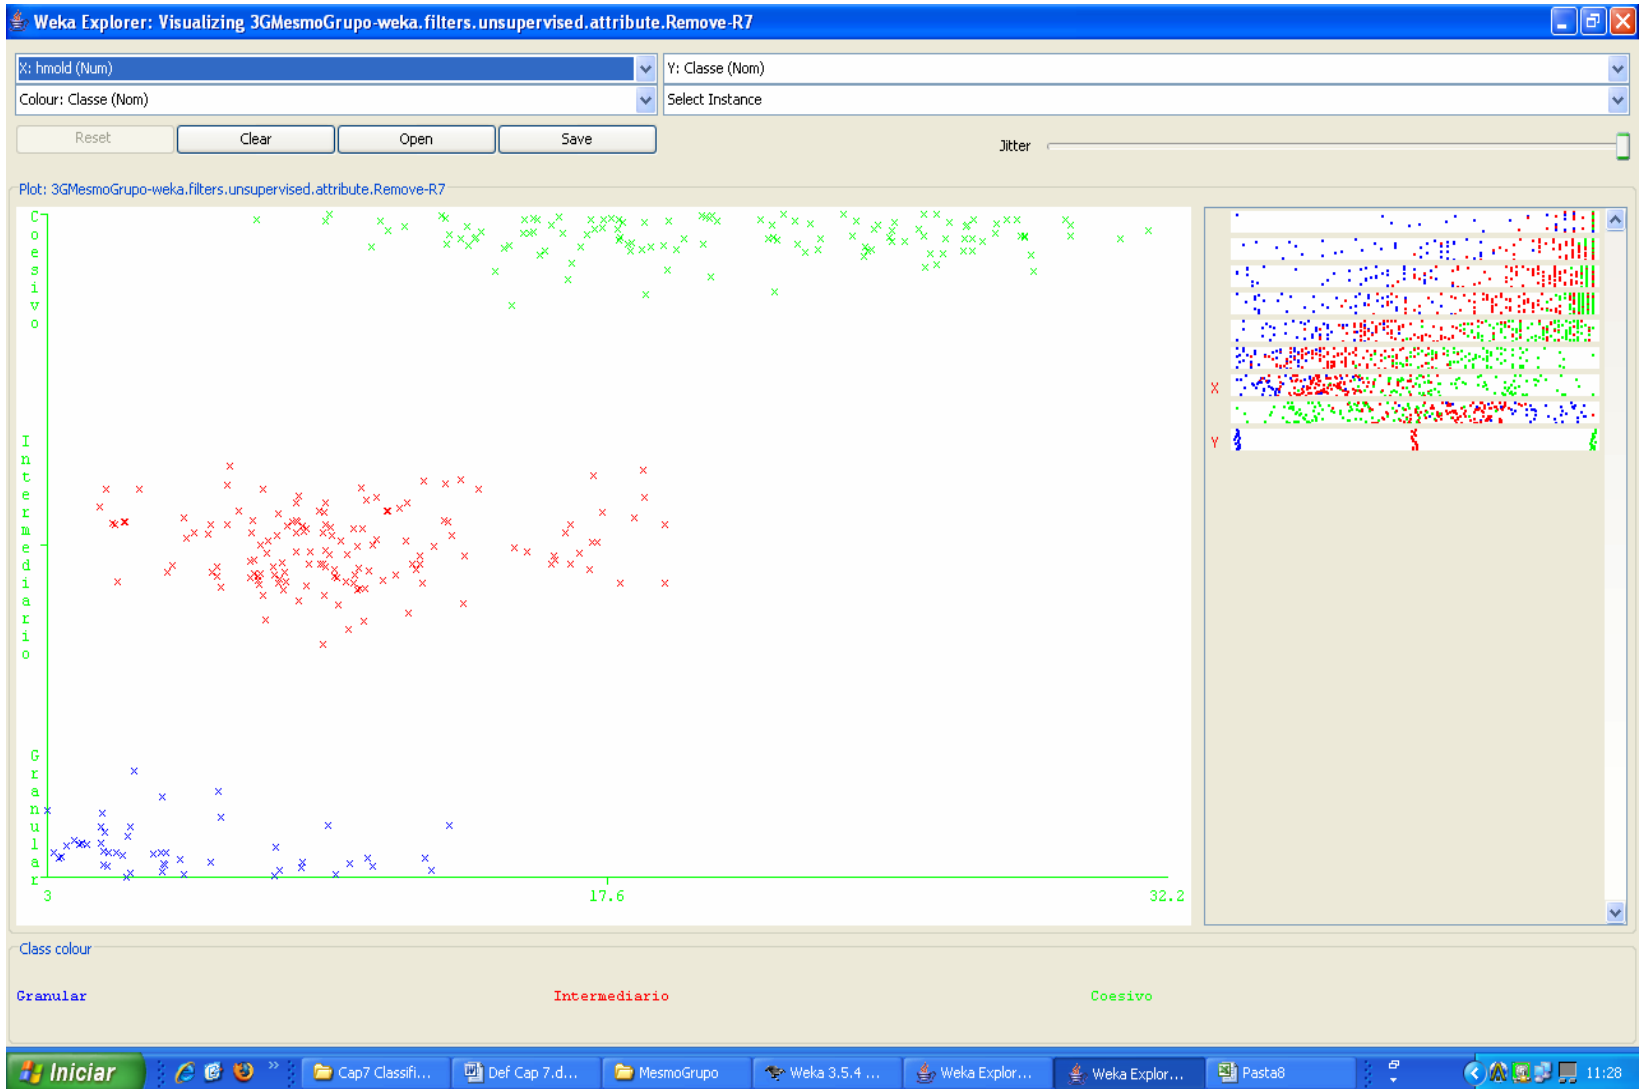 Weka Explorer: Visualizing 3GMesmoGrupo-weka.filters.unsupervised.attribute.Remove-R7
X: hmold (Num)
Y: Classe (Nom)
Colour: Classe (Nom)
Select Instance
Reset
Clear
Open
Save
Jitter
Plot: 3GMesmoGrupo-weka.filters.unsupervised.attribute.Remove-R7
Coesivo
Intermediario
Granular
3
17.6
32.2
X
Y
Class colour
Granular
Intermediario
Coesivo
Iniciar
Cap7 Classifi...
Def Cap 7.d...
MesmoGrupo
Weka 3.5.4 ...
Weka Explor...
Weka Explor...
Pasta8
11:28